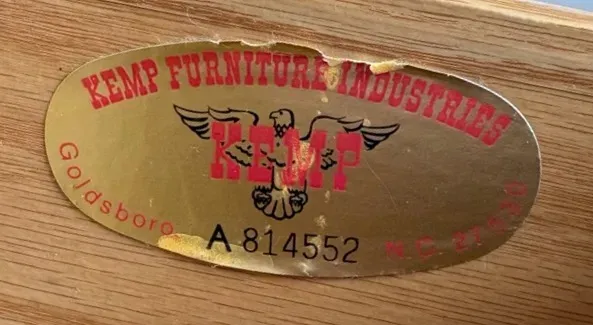 KEMP FURNITURE INDUSTRIES
KEMP
Goldsboro
N.C.
A 814552